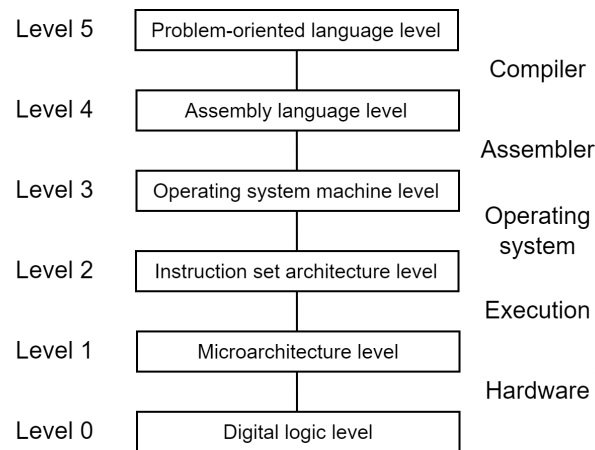 Level 5 Problem-oriented language level
Compiler
Level 4 Assembly language level
Assembler
Level 3 Operating system machine level
Operating
system
Level 2 Instruction set architecture level
Execution
Level 1 Microarchitecture level
Hardware
Level 0 Digital logic level